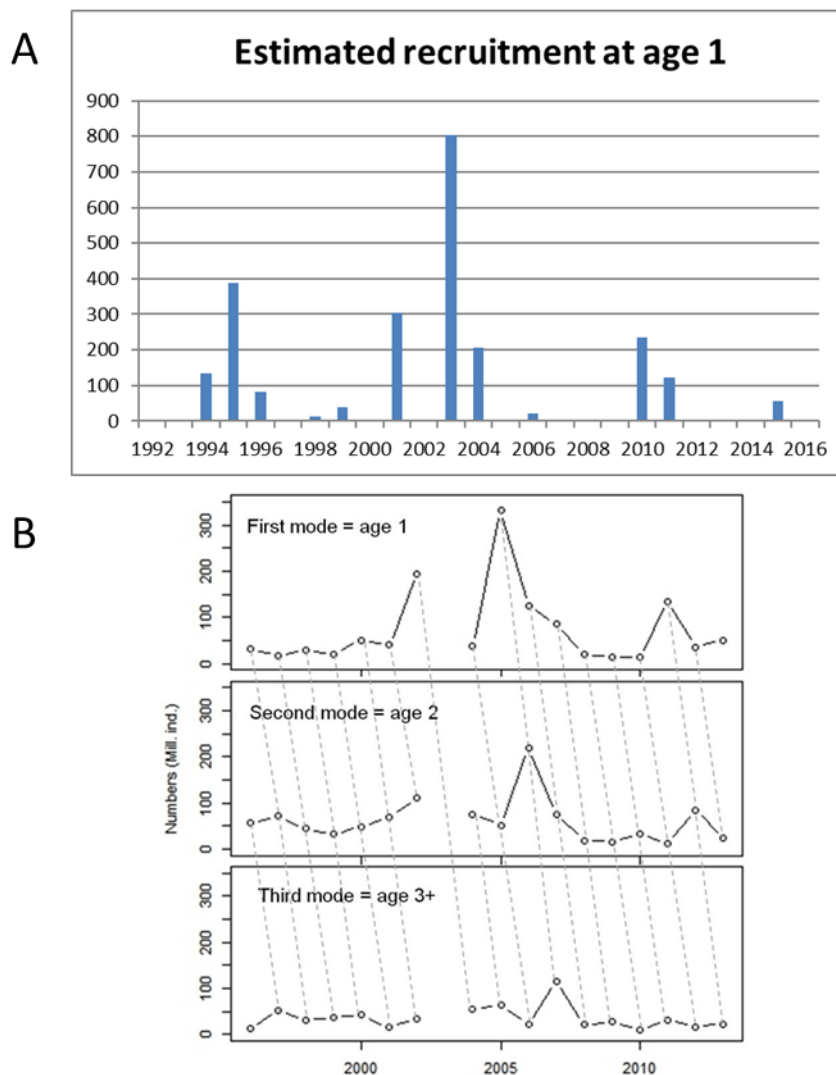 A
Estimated recruitment at age 1
900
800
700
600
500
400
300
200
100
0
1992 1994 1996 1998 2000 2002 2004 2006 2008 2010 2012 2014 2016
B
Numbers (Mill. ind.)
First mode = age 1
300
200
100
0
Second mode = age 2
300
200
100
0
Third mode = age 3+
300
200
100
0
2000 2005 2010